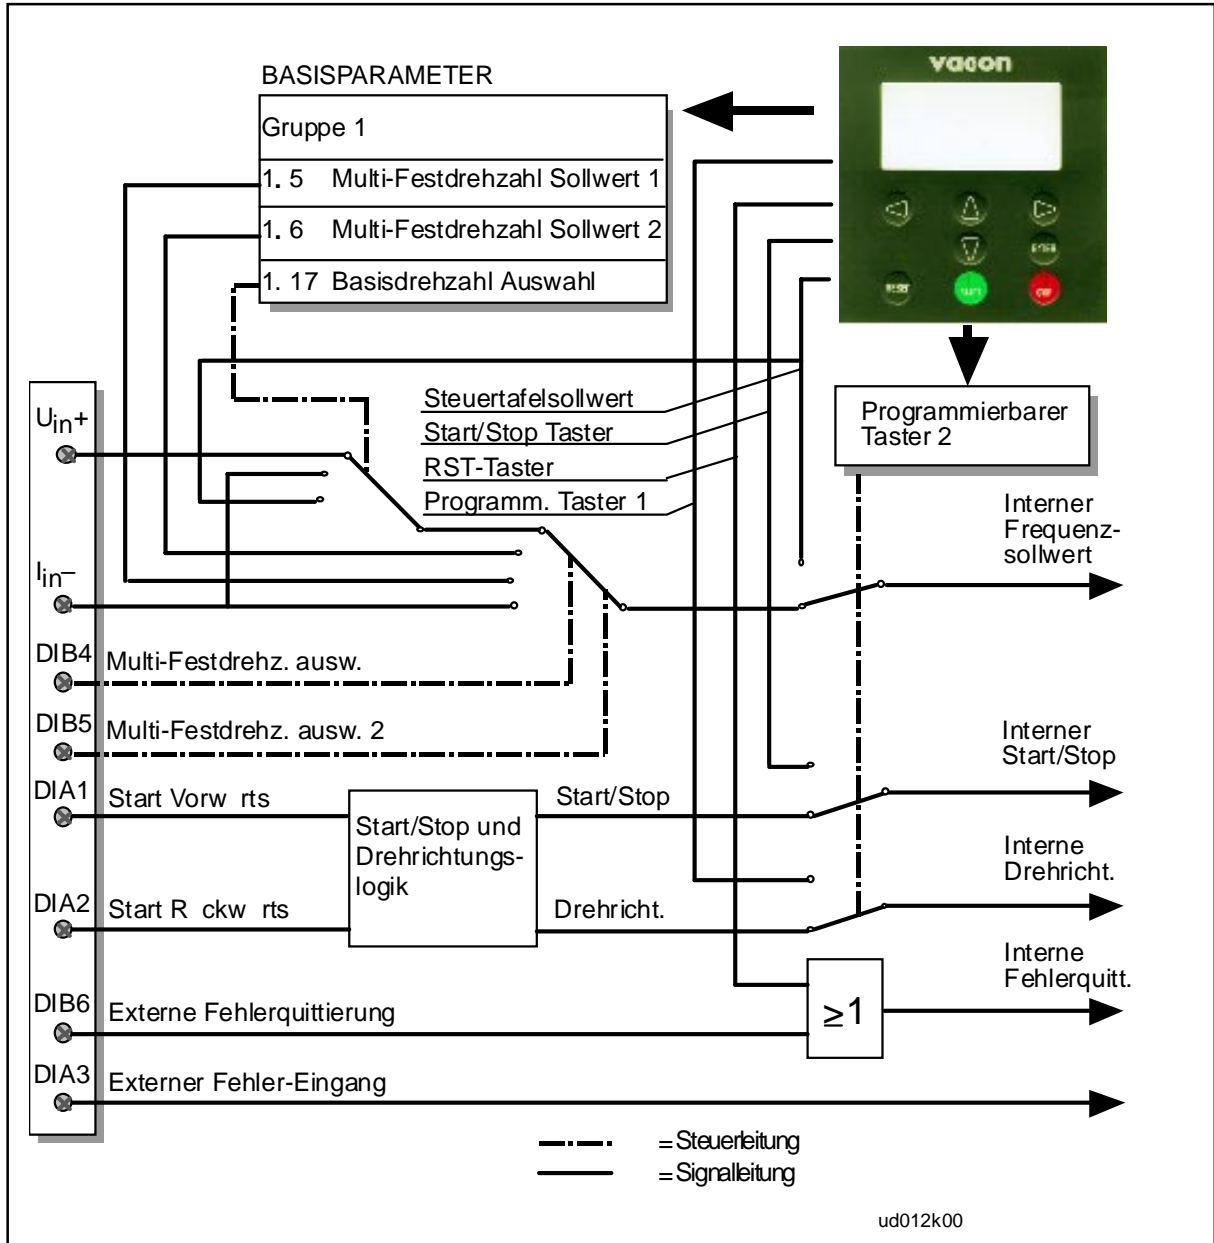 vacon
BASISPARAMETER
Gruppe 1
1. 5 Multi-Festdrehzahl Sollwert 1
1. 6 Multi-Festdrehzahl Sollwert 2
1. 17 Basisdrehzahl Auswahl
RESET
Steuertafelsollwert
Start/Stop Taster
RST-Taster
Programm. Taster 1
Programmierbarer
Taster 2
Uin+
Iin–
Interner
Frequenz-
sollwert
DIB4
Multi-Festdrehz. ausw.
DIB5
Multi-Festdrehz. ausw. 2
Interner
Start/Stop
DIA1
Start Vorw rts
Start/Stop und
Drehrichtungs-
logik
Start/Stop
Interne
Drehricht.
DIA2
Start R ckw rts
Drehricht.
Interne
Fehlerquitt.
DIB6
Externe Fehlerquittierung
≥1
DIA3
Externer Fehler-Eingang
=Steuerleitung
=Signalleitung
ud012k00